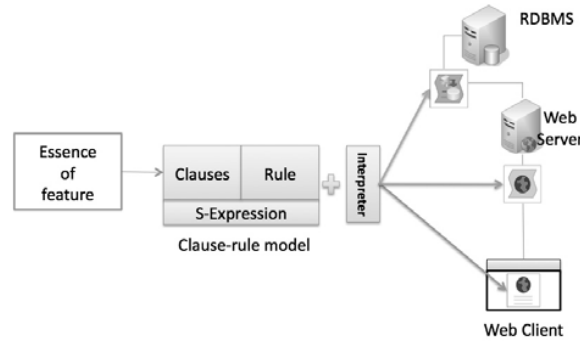 RDBMS
Web
Server
Essence
of
feature
Clauses
Rule
Interpreter
S-Expression
Clause-rule model
Web Client